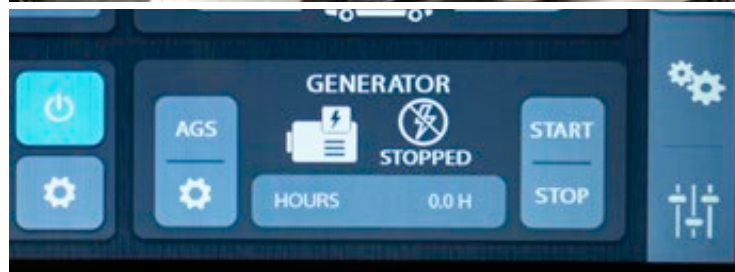 GENERATOR
AGS
START
STOPPED
HOURS 0.0 H
STOP